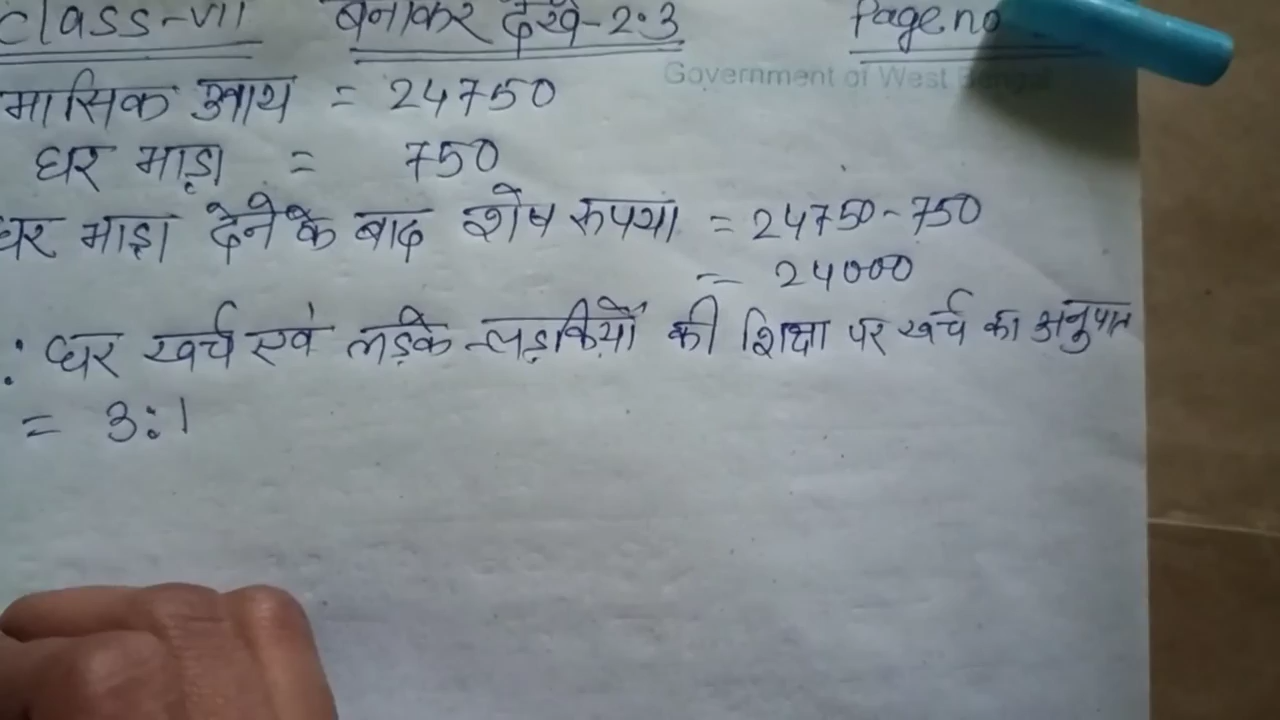 Class-VII बनाकर देखें-2.3 Page no
Government of West Bengal
मासिक आय = 24750
घर भाड़ा = 750
घर भाड़ा देने के बाद शेष रुपया = 24750-750
= 24000
: घर खर्च एवं लड़के-लड़कियों की शिक्षा पर खर्च का अनुपात
= 3:1